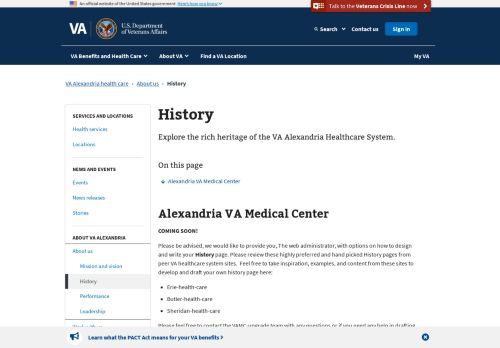 An official website of the United States government Here's how you know
Talk to the Veterans Crisis Line now
VA
U.S. Department
of Veterans Affairs
Search
Contact us
Sign in
VA Benefits and Health Care
About VA
Find a VA Location
My VA
VA Alexandria health care › About us › History
SERVICES AND LOCATIONS
Health services
Locations
NEWS AND EVENTS
Events
News releases
Stories
ABOUT VA ALEXANDRIA
About us
Mission and vision
History
Performance
Leadership
History
Explore the rich heritage of the VA Alexandria Healthcare System.
On this page
Alexandria VA Medical Center
Alexandria VA Medical Center
COMING SOON!
Please be advised, we would like to provide you, The web administrator, with options on how to design
and write your History page. Please review these highly preferred and hand picked History pages from
peer VA healthcare system sites. Feel free to take inspiration, examples, and content from these sites to
develop and draft your own history page here:
• Erie-health-care
• Butler-health-care
• Sheridan-health-care
Please feel free to contact the VAMC upgrade team with any questions or if you need any help in drafting
Learn what the PACT Act means for your VA benefits